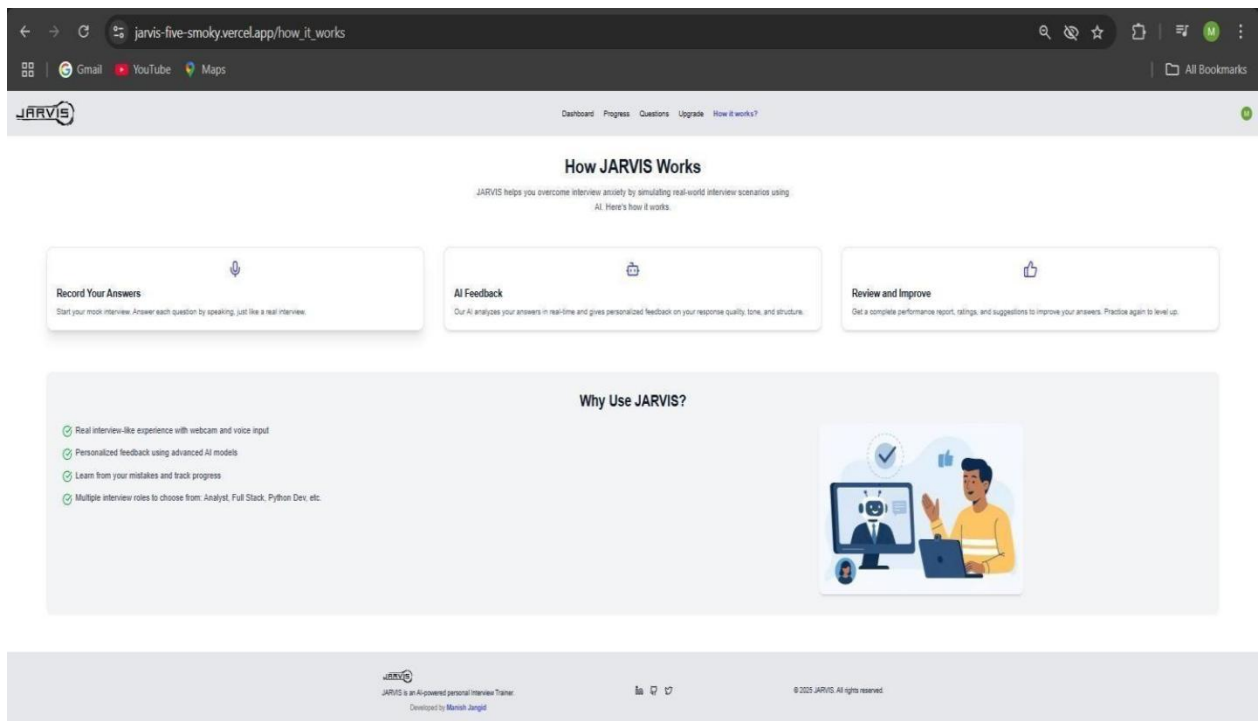 jarvis-five-smoky.vercel.app/how_it_works
M
Gmail YouTube Maps
All Bookmarks
JARVIS
Dashboard Progress Questions Upgrade How it works?
M
How JARVIS Works
JARVIS helps you overcome interview anxiety by simulating real-world interview scenarios using
AI. Here's how it works.
Record Your Answers
Start your mock interview. Answer each question by speaking, just like a real interview.
AI Feedback
Our AI analyzes your answers in real-time and gives personalized feedback on your response quality, tone, and structure.
Review and Improve
Get a complete performance report, ratings, and suggestions to improve your answers. Practice again to level up.
Why Use JARVIS?
Real interview-like experience with webcam and voice input
Personalized feedback using advanced AI models
Learn from your mistakes and track progress
Multiple interview roles to choose from: Analyst, Full Stack, Python Dev, etc.
JARVIS
JARVIS is an AI-powered personal Interview Trainer.
Developed by Manish Jangid
© 2025 JARVIS. All rights reserved.